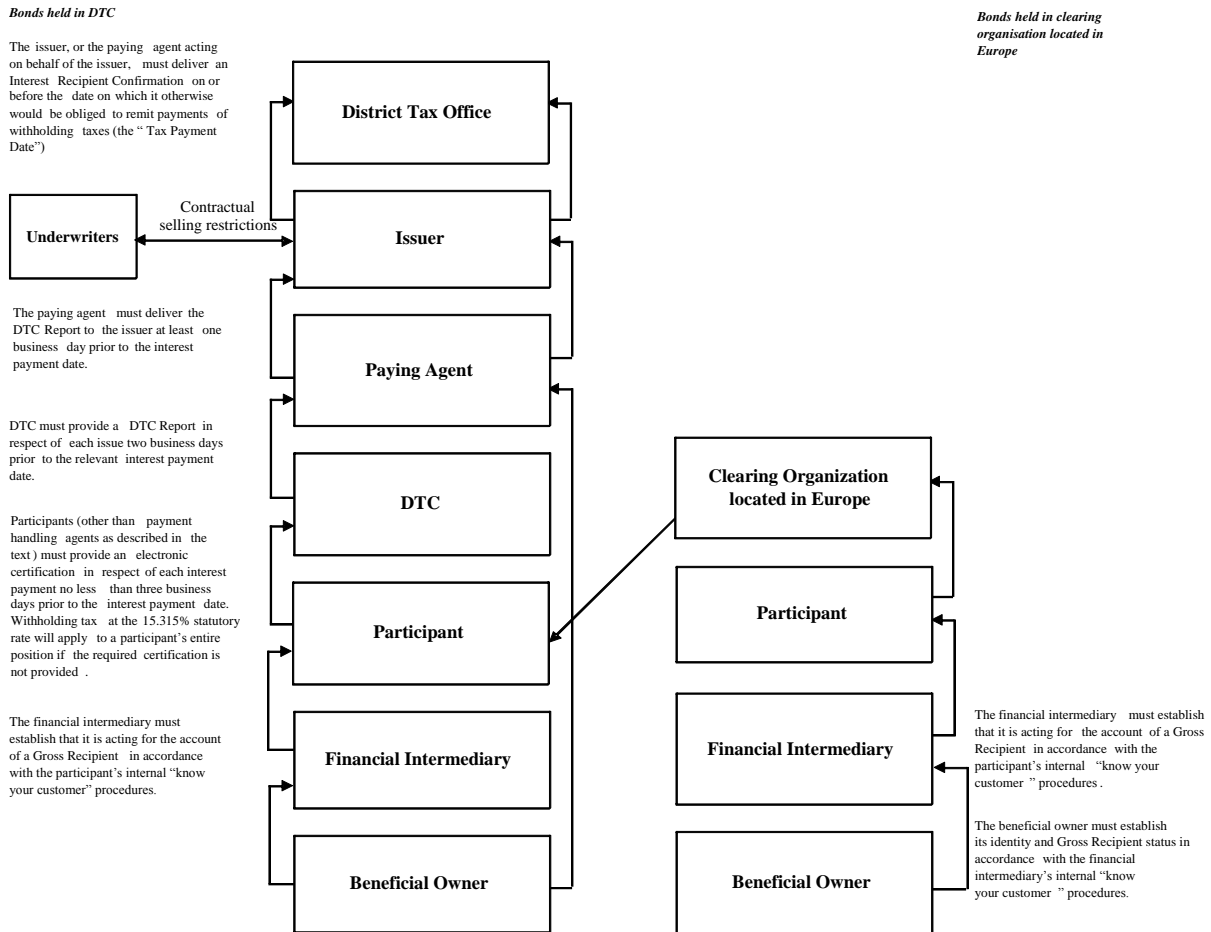 Bonds held in DTC
The issuer, or the paying agent acting
on behalf of the issuer, must deliver an
Interest Recipient Confirmation on or
before the date on which it otherwise
would be obliged to remit payments of
withholding taxes (the “ Tax Payment
Date”)
Bonds held in clearing
organisation located in
Europe
District Tax Office
Contractual
selling restrictions
Underwriters
Issuer
The paying agent must deliver the
DTC Report to the issuer at least one
business day prior to the interest
payment date.
Paying Agent
DTC must provide a DTC Report in
respect of each issue two business days
prior to the relevant interest payment
date.
DTC
Clearing Organization
located in Europe
Participants (other than payment
handling agents as described in the
text ) must provide an electronic
certification in respect of each interest
payment no less than three business
days prior to the interest payment date.
Withholding tax at the 15.315% statutory
rate will apply to a participant’s entire
position if the required certification is
not provided .
Participant
Participant
The financial intermediary must
establish that it is acting for the account
of a Gross Recipient in accordance
with the participant’s internal “know
your customer” procedures.
Financial Intermediary
Financial Intermediary
The financial intermediary must establish
that it is acting for the account of a Gross
Recipient in accordance with the
participant’s internal “know your
customer ” procedures .
Beneficial Owner
Beneficial Owner
The beneficial owner must establish
its identity and Gross Recipient status in
accordance with the financial
intermediary’s internal “know
your customer ” procedures.